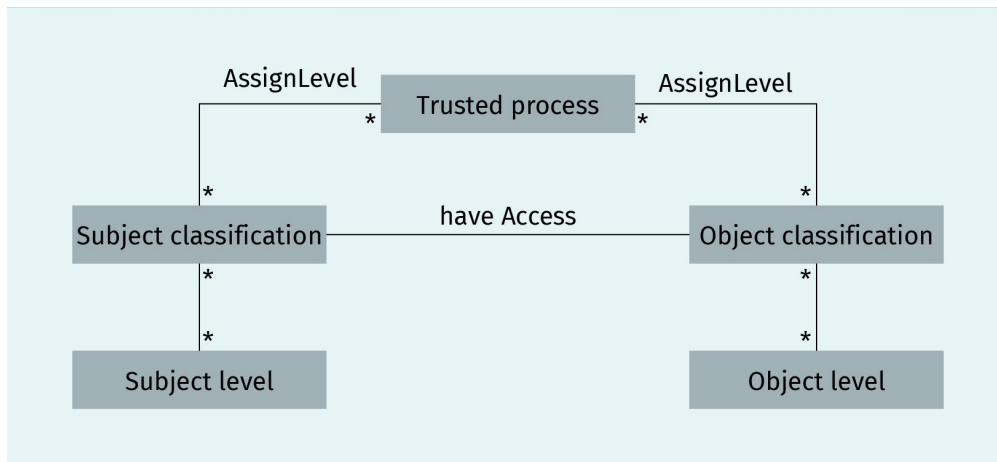 AssignLevel
Trusted process
AssignLevel
*
*
*
*
Subject classification
have Access
Object classification
*
*
*
*
Subject level
Object level